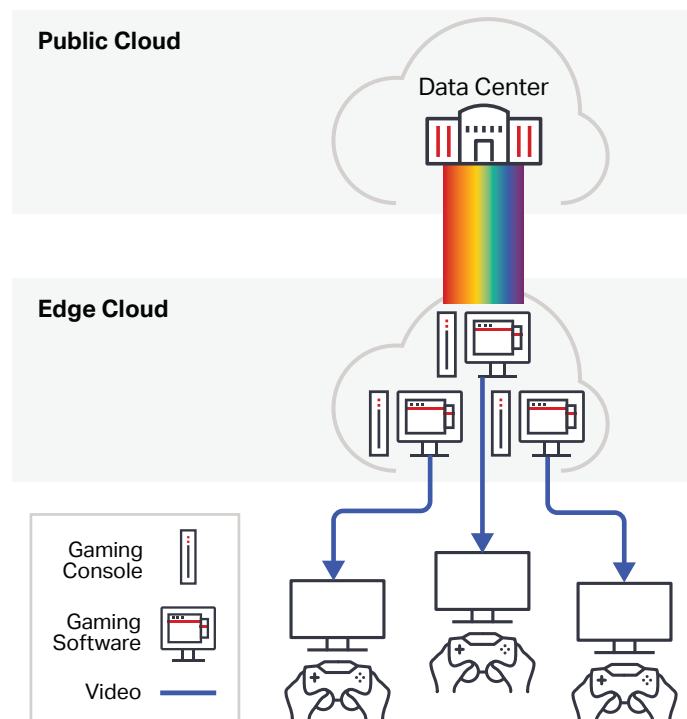 Public Cloud
Data Center
Edge Cloud
Gaming
Console
Gaming
Software
Video